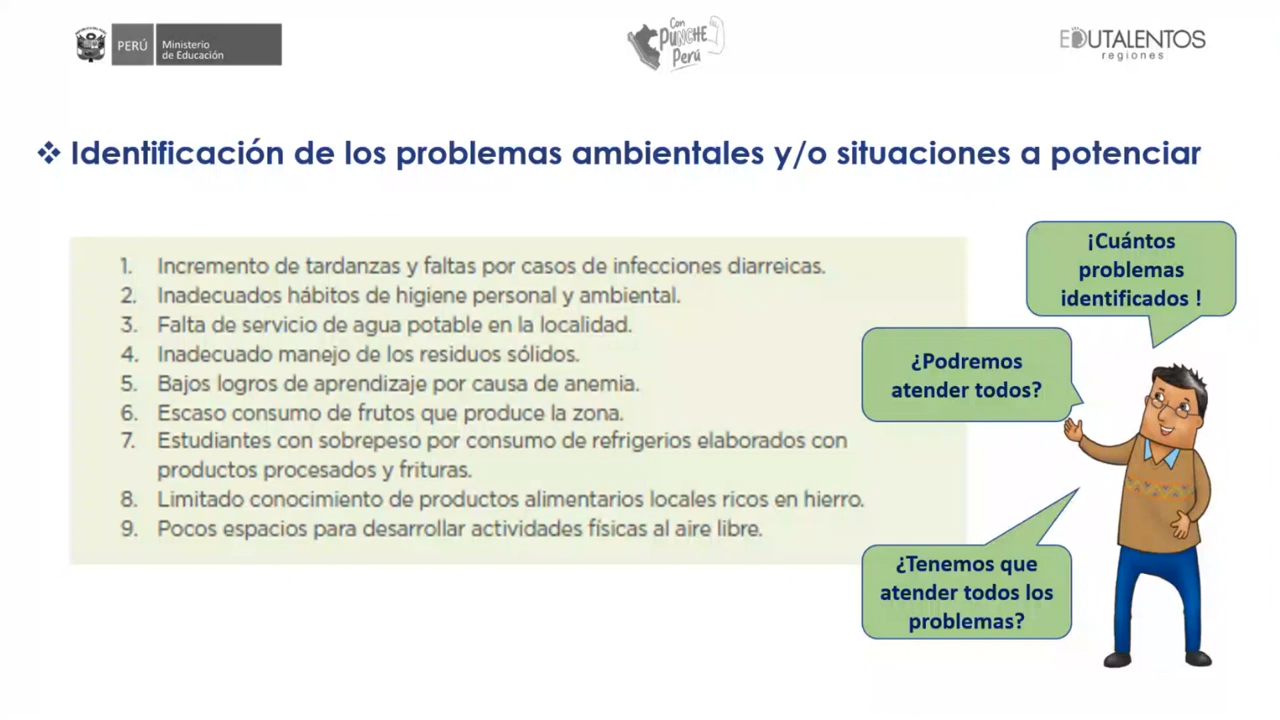 PERÚ
Ministerio
de Educación
Con
PUNCHE
Perú
EDUTALENTOS
regiones
❖ Identificación de los problemas ambientales y/o situaciones a potenciar
1. Incremento de tardanzas y faltas por casos de infecciones diarreicas.
2. Inadecuados hábitos de higiene personal y ambiental.
3. Falta de servicio de agua potable en la localidad.
4. Inadecuado manejo de los residuos sólidos.
5. Bajos logros de aprendizaje por causa de anemia.
6. Escaso consumo de frutos que produce la zona.
7. Estudiantes con sobrepeso por consumo de refrigerios elaborados con
productos procesados y frituras.
8. Limitado conocimiento de productos alimentarios locales ricos en hierro.
9. Pocos espacios para desarrollar actividades físicas al aire libre.
¡Cuántos
problemas
identificados !
¿Podremos
atender todos?
¿Tenemos que
atender todos los
problemas?